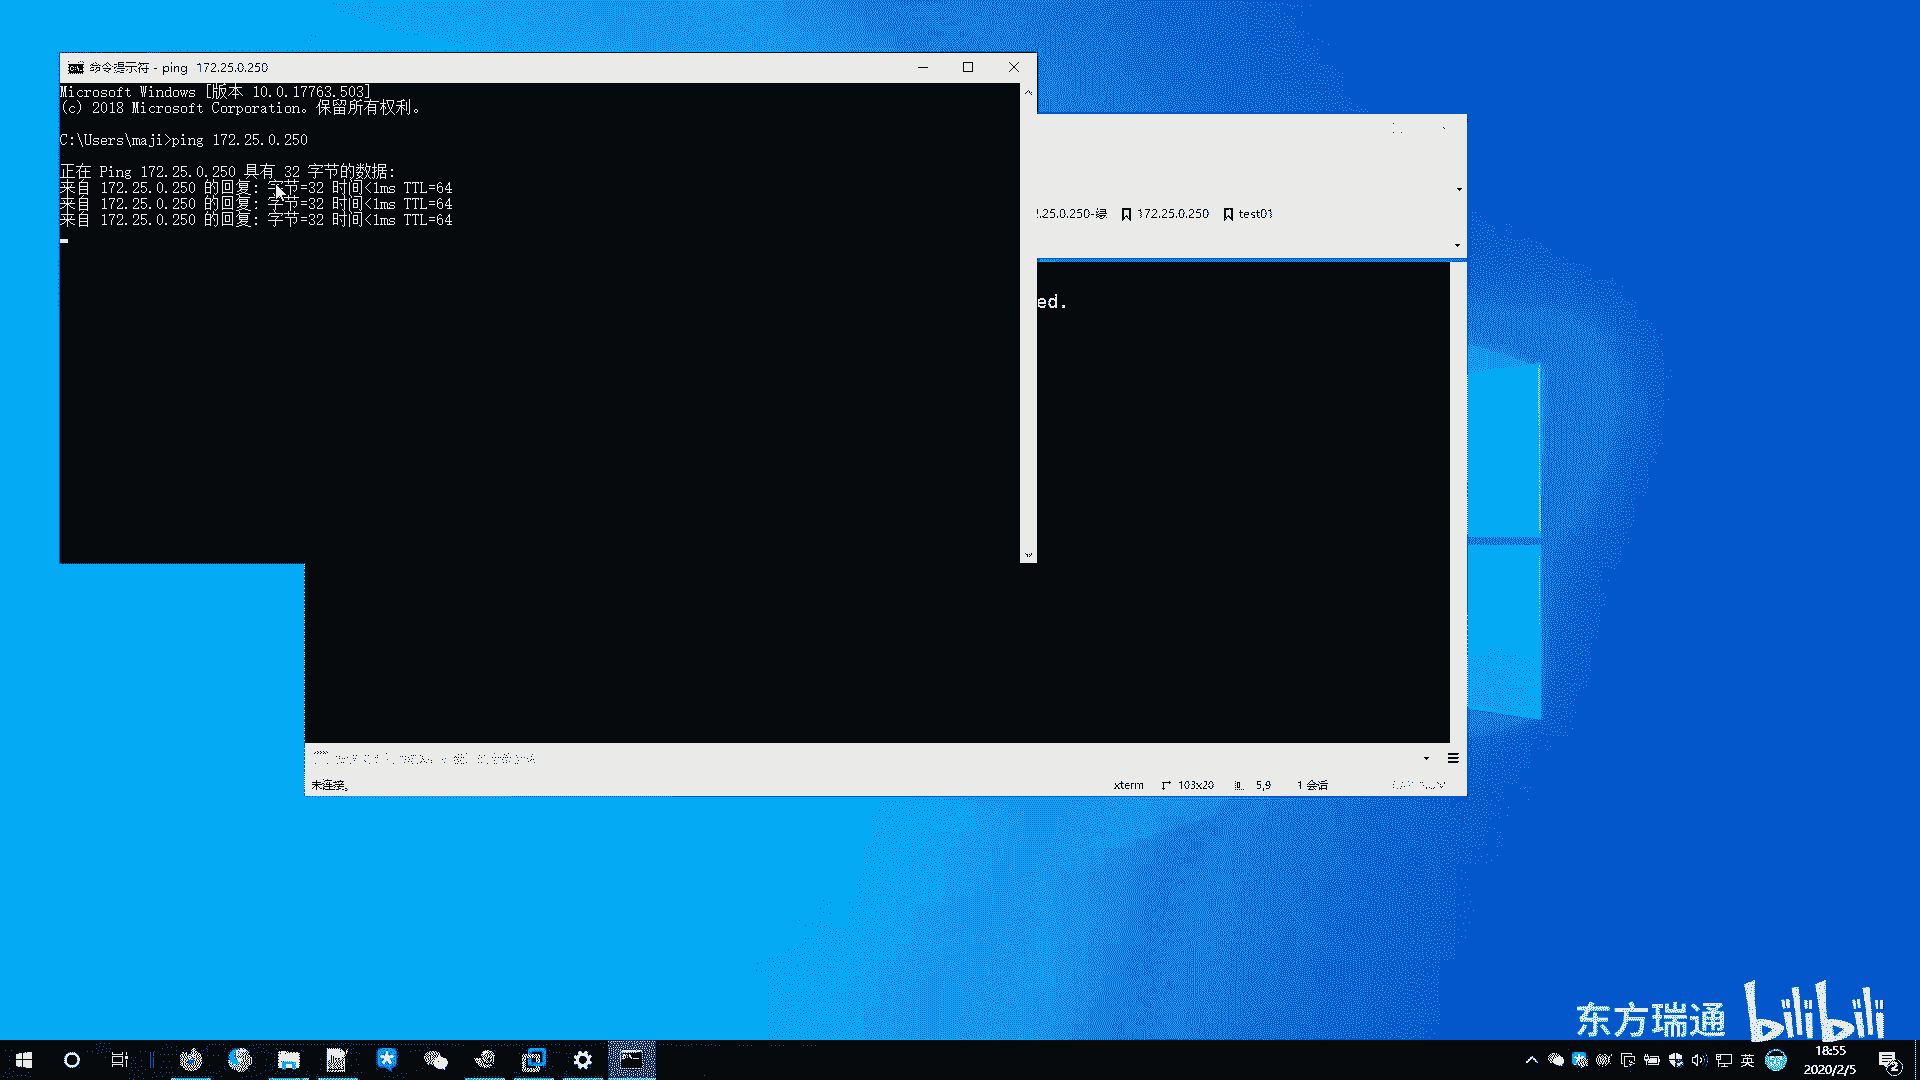 命令提示符 - ping 172.25.0.250
Microsoft Windows [版本 10.0.17763.503]
(c) 2018 Microsoft Corporation。保留所有权利。
C:\Users\maji>ping 172.25.0.250
正在 Ping 172.25.0.250 具有 32 字节的数据:
来自 172.25.0.250 的回复: 字节=32 时间<1ms TTL=64
来自 172.25.0.250 的回复: 字节=32 时间<1ms TTL=64
来自 172.25.0.250 的回复: 字节=32 时间<1ms TTL=64
.25.0.250- 172.25.0.250 test01
ed.
未连接。 xterm 103x28 5,9 1 会话
东方瑞通 bilibili
英 18:55
2020/2/5 2